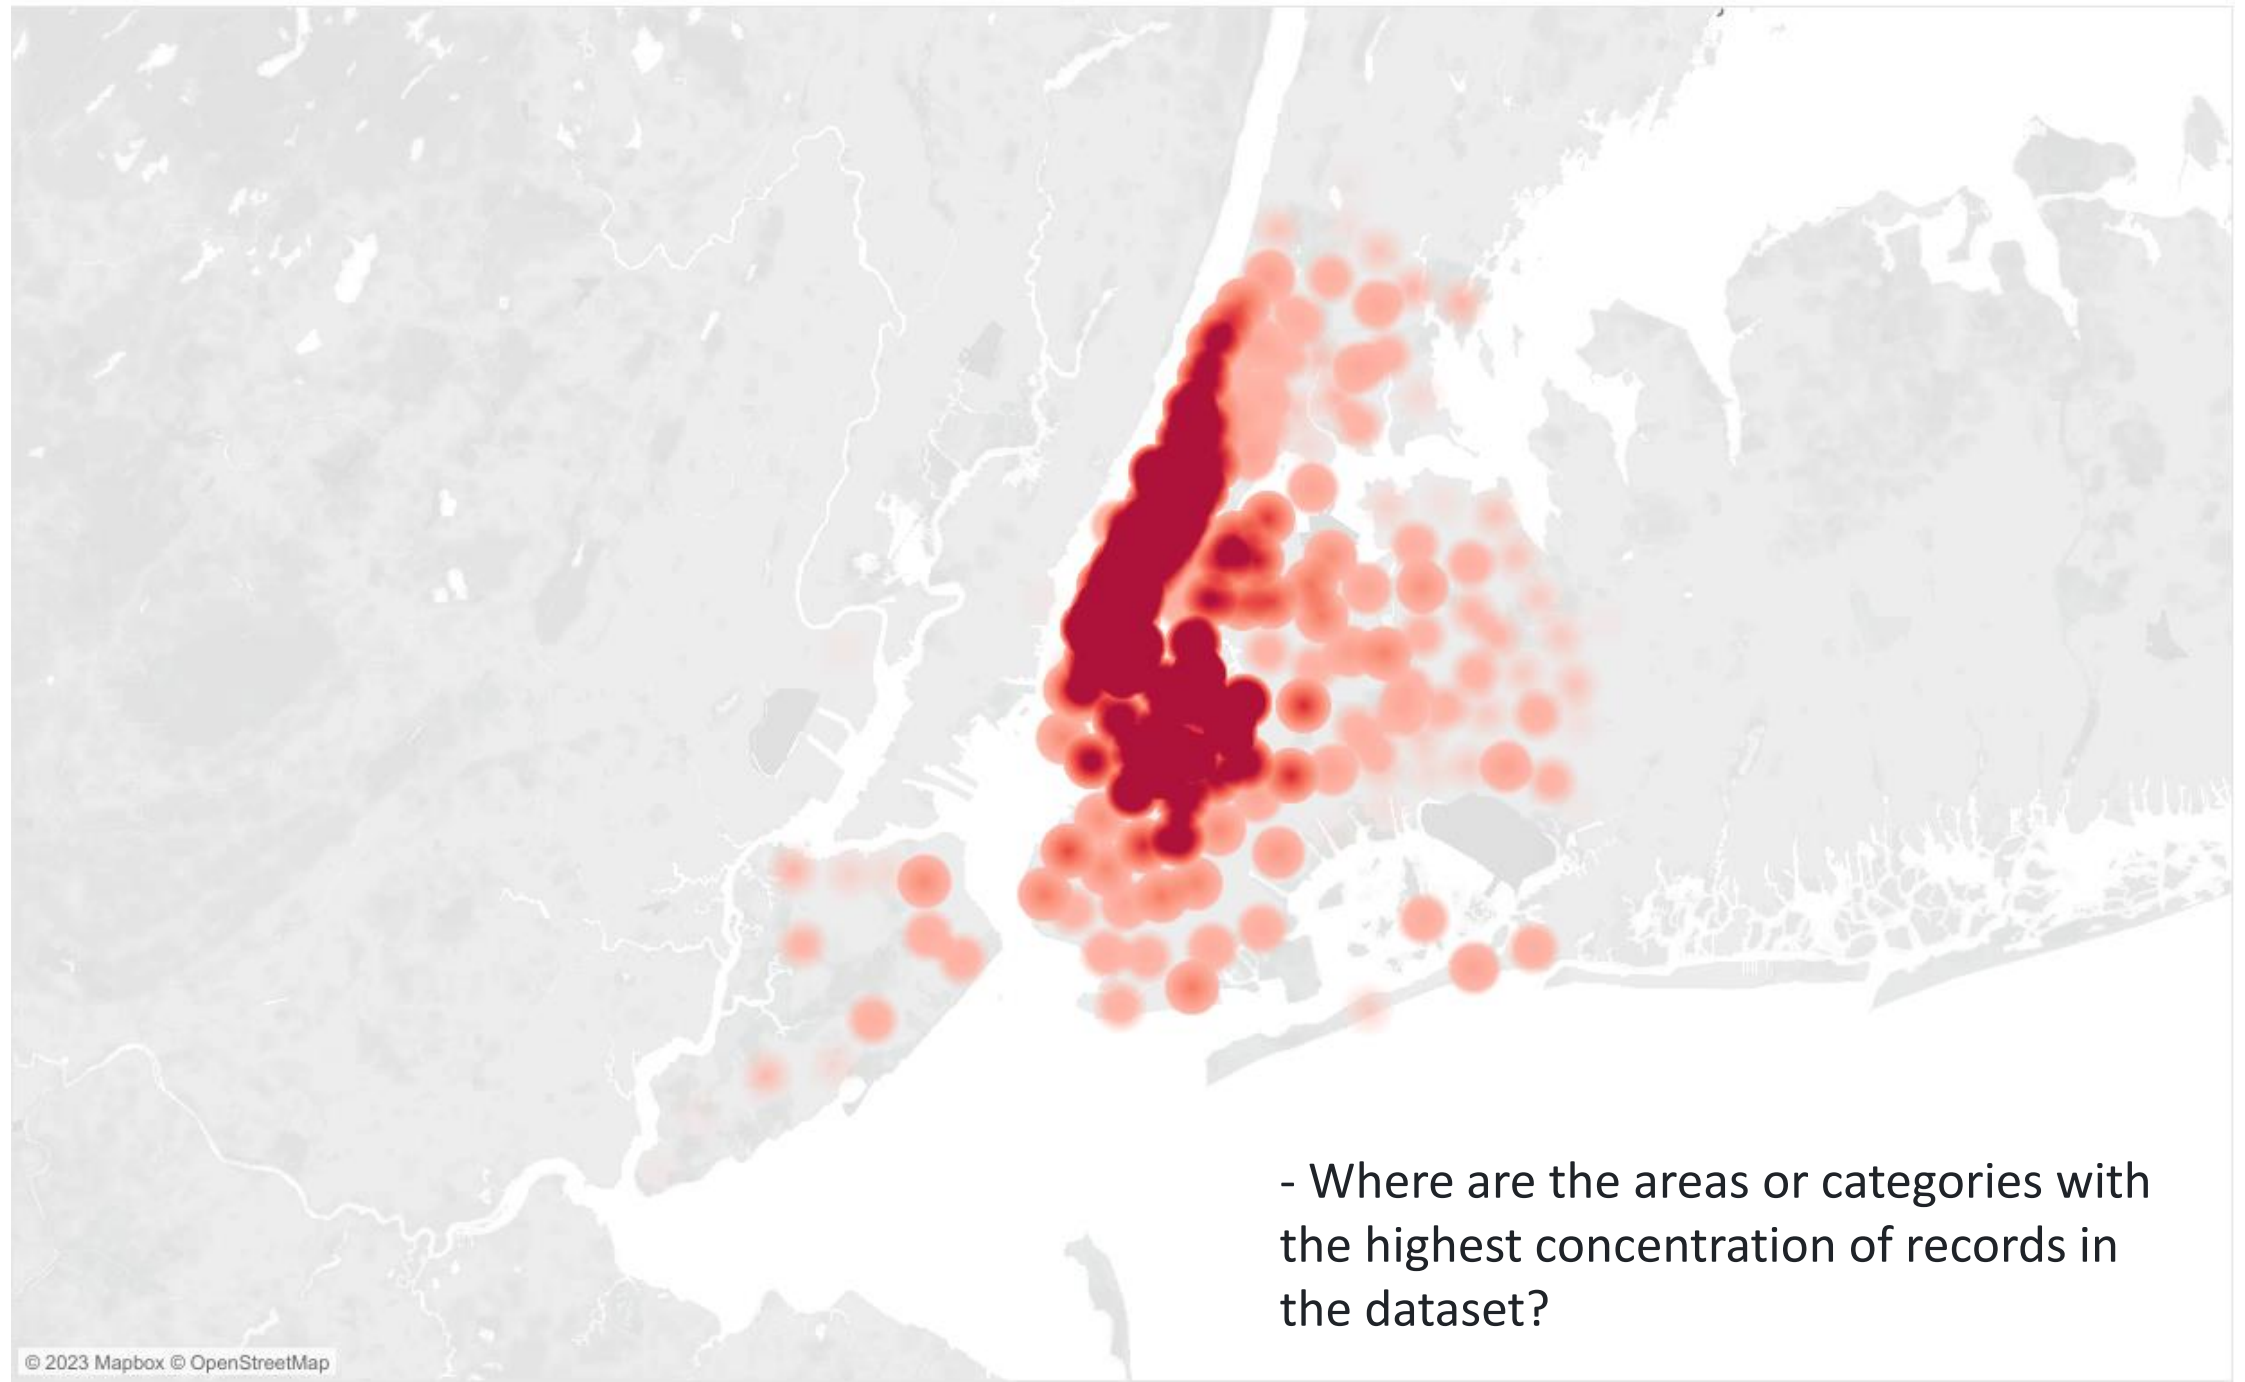 - Where are the areas or categories with
the highest concentration of records in
the dataset?
© 2023 Mapbox © OpenStreetMap